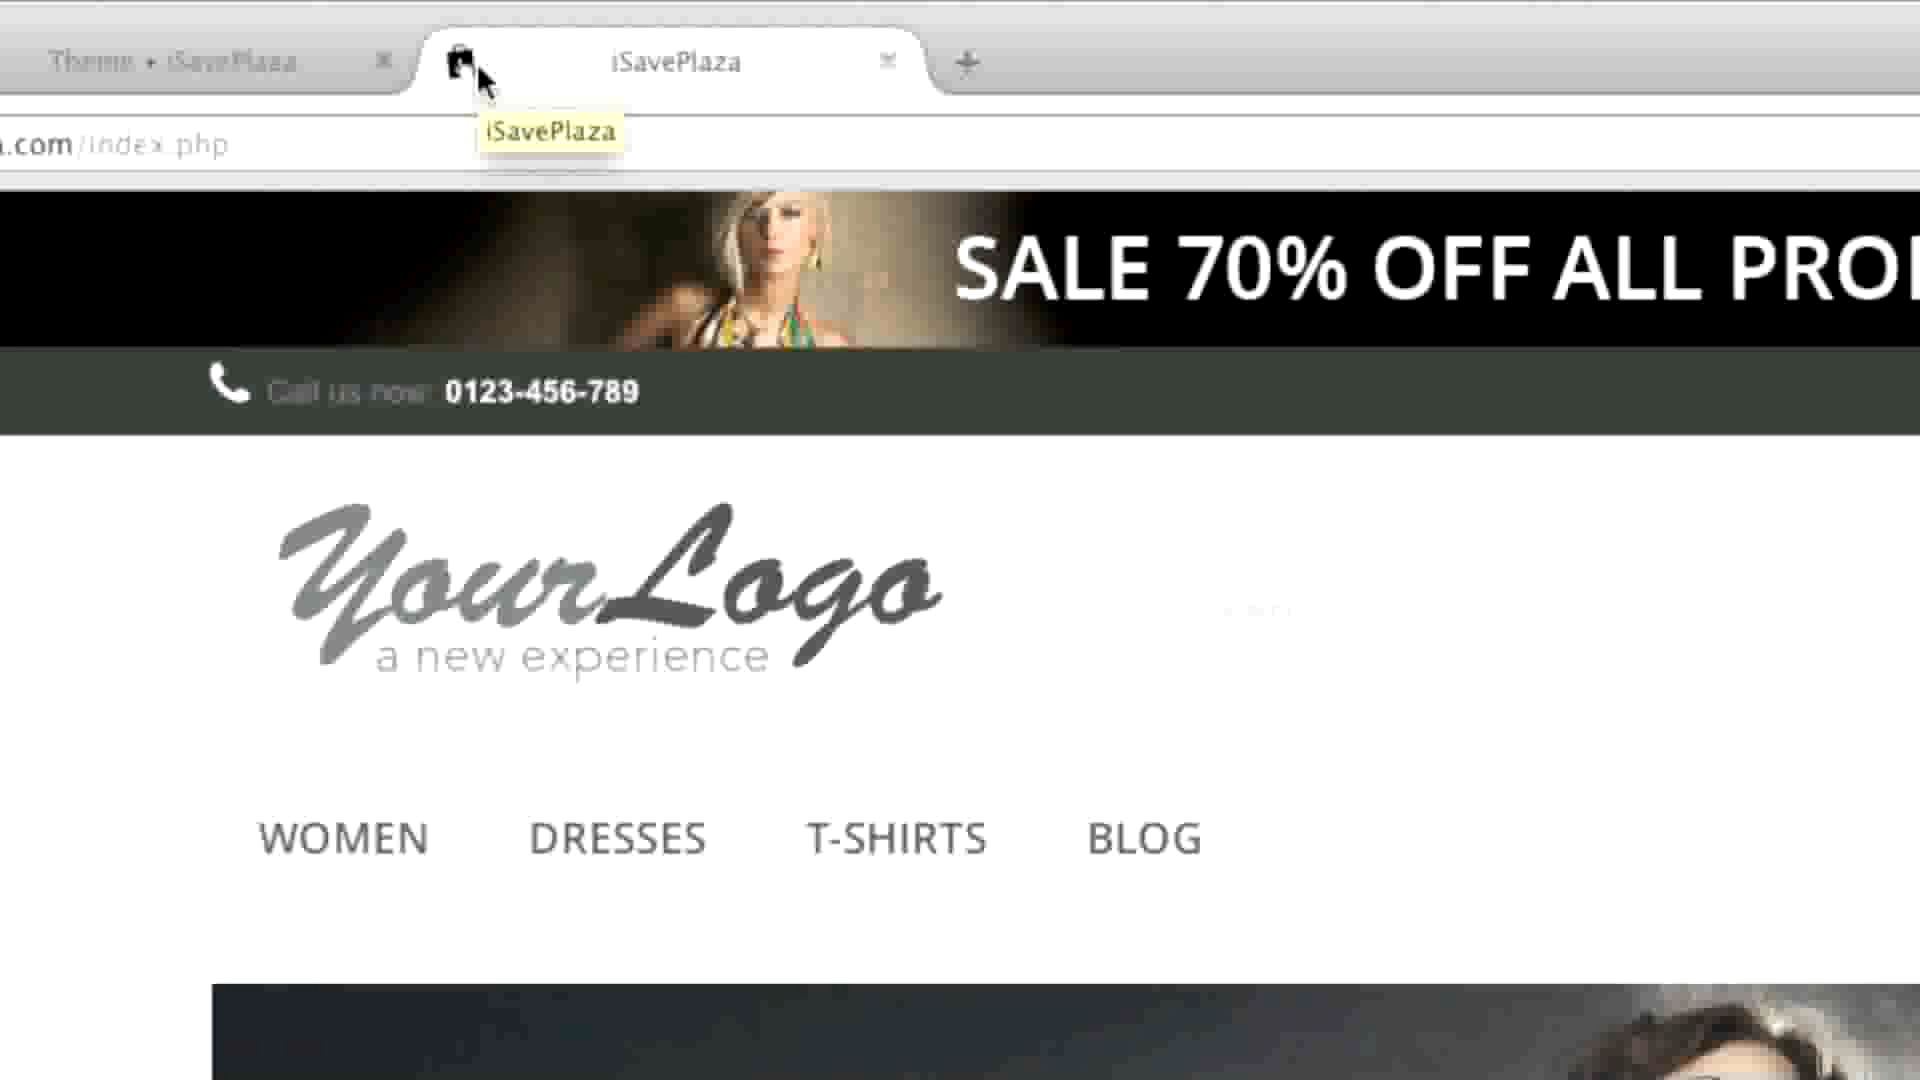 Theme • iSavePlaza
iSavePlaza
iSavePlaza
.com/index.php
SALE 70% OFF ALL
Call us now: 0123-456-789
YourLogo
a new experience
WOMEN DRESSES T-SHIRTS BLOG